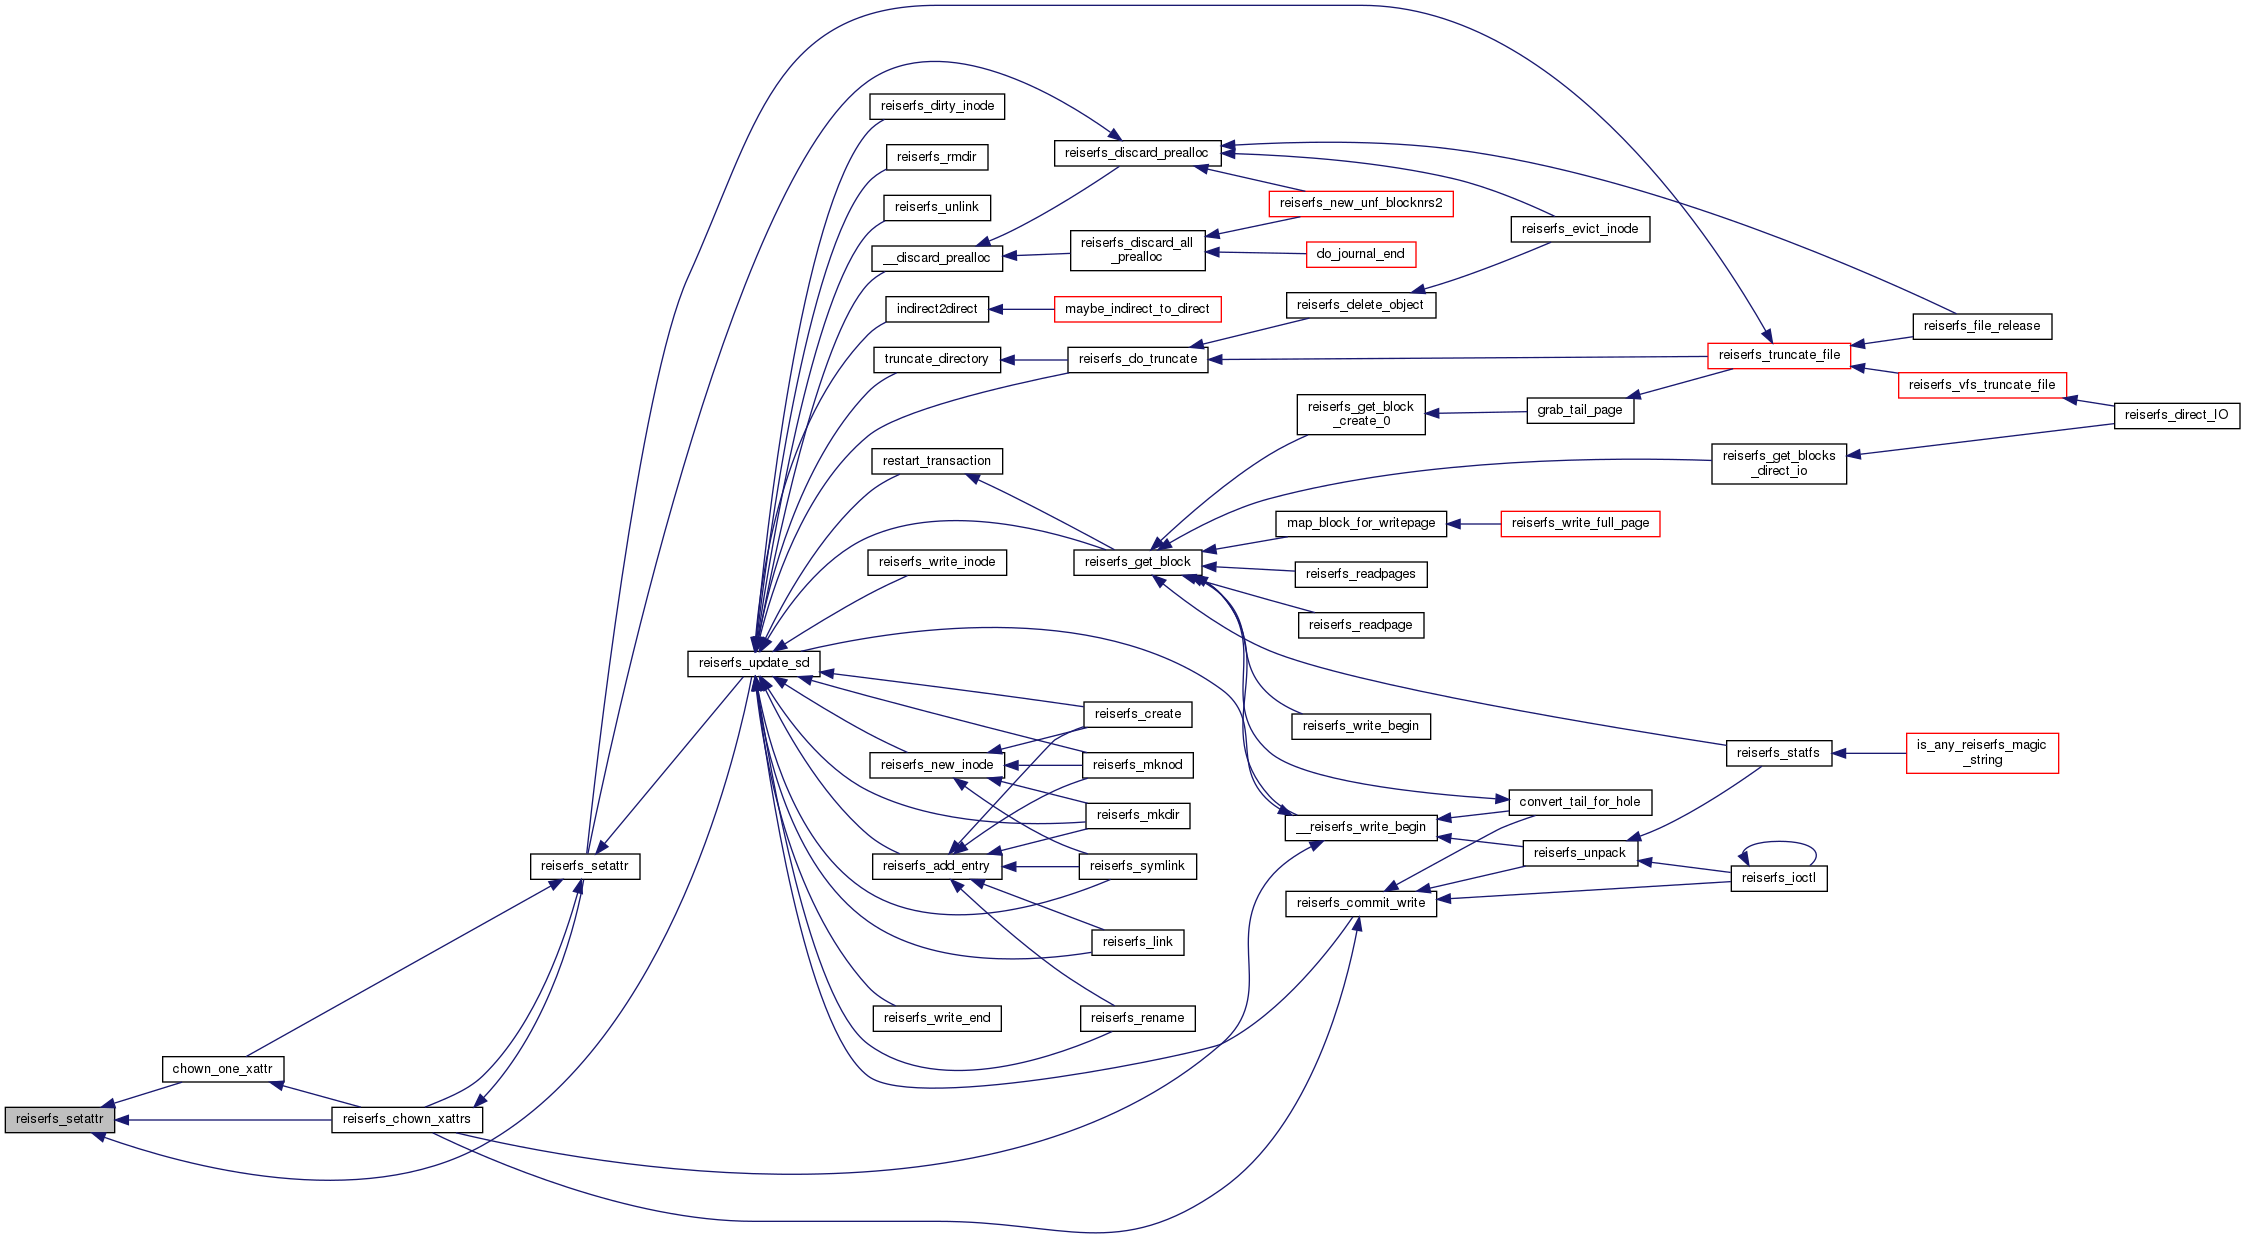 reiserfs_dirty_inode
reiserfs_rmdir
reiserfs_discard_prealloc
reiserfs_unlink
reiserfs_new_unf_blocknrs2
reiserfs_evict_inode
__discard_prealloc
reiserfs_discard_all
_prealloc
do_journal_end
indirect2direct
maybe_indirect_to_direct
reiserfs_delete_object
reiserfs_file_release
truncate_directory
reiserfs_do_truncate
reiserfs_truncate_file
reiserfs_vfs_truncate_file
reiserfs_get_block
_create_0
grab_tail_page
reiserfs_direct_IO
restart_transaction
reiserfs_get_blocks
_direct_io
map_block_for_writepage
reiserfs_write_full_page
reiserfs_write_inode
reiserfs_get_block
reiserfs_readpages
reiserfs_readpage
reiserfs_update_sd
reiserfs_create
reiserfs_write_begin
reiserfs_new_inode
reiserfs_mknod
reiserfs_statfs
is_any_reiserfs_magic
_string
reiserfs_mkdir
convert_tail_for_hole
__reiserfs_write_begin
reiserfs_setattr
reiserfs_add_entry
reiserfs_symlink
reiserfs_unpack
reiserfs_ioctl
reiserfs_commit_write
reiserfs_link
reiserfs_write_end
reiserfs_rename
chown_one_xattr
reiserfs_setattr
reiserfs_chown_xattrs